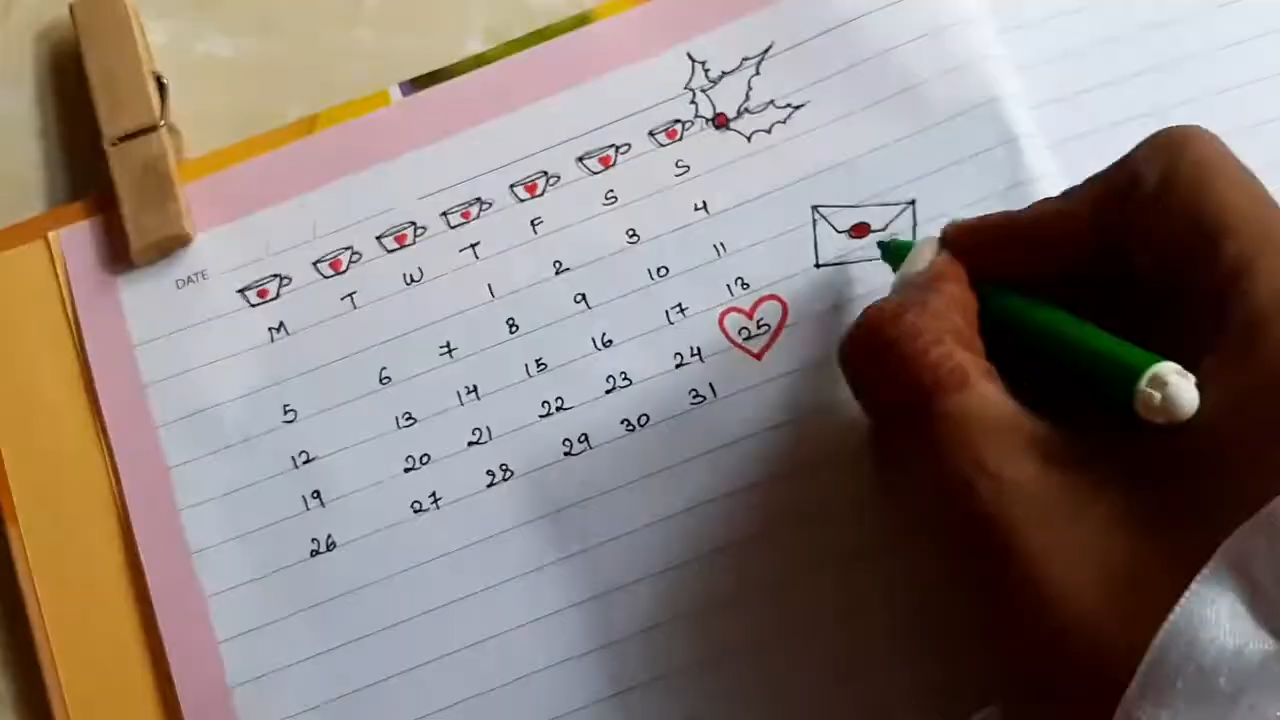 DATE
M T W T F S S
1 2 3 4
5 6 7 8 9 10 11
12 13 14 15 16 17 18
19 20 21 22 23 24 25
26 27 28 29 30 31